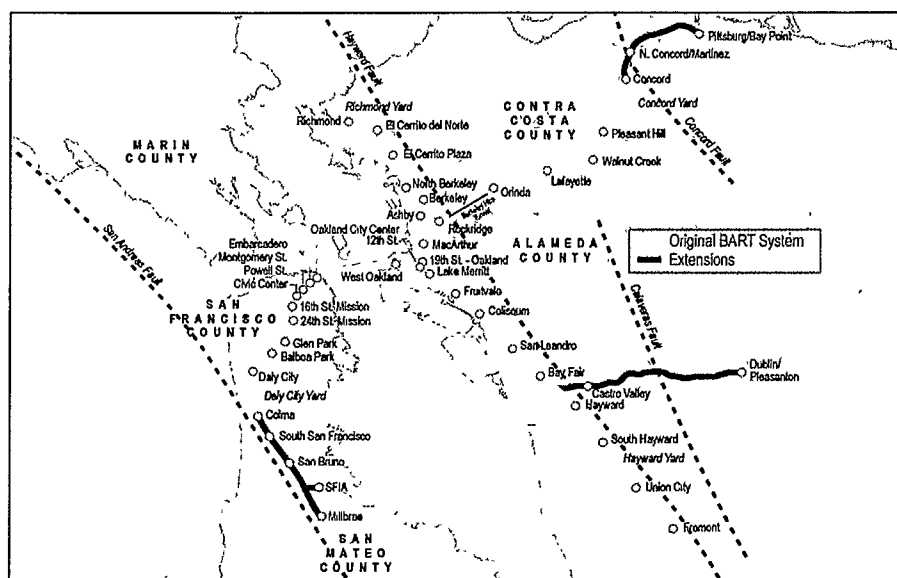 Hayward Fault
Pittsburg/Bay Point
N. Concord/Martinez
Concord
Concord Yard
Concord Fault
Richmond Yard
Richmond
El Cerrito del Norte
CONTRA
COSTA
COUNTY
Pleasant Hill
MARIN
COUNTY
El Cerrito Plaza
Walnut Creek
Lafayette
North Berkeley
Orinda
Berkeley
Ashby
Rockridge
San Andreas Fault
Oakland City Center
12th St.
MacArthur
ALAMEDA
COUNTY
Original BART System
Extensions
Embarcadero
Montgomery St.
Powell St.
Civic Center
19th St. - Oakland
West Oakland
Lake Merritt
Fruitvale
Calaveras Fault
SAN
FRANCISCO
COUNTY
16th St. Mission
24th St. Mission
Coliseum
Glen Park
Balboa Park
San Leandro
Daly City
Bay Fair
Dublin/
Pleasanton
Daly City Yard
Castro Valley
Hayward
Colma
South San Francisco
South Hayward
Hayward Yard
San Bruno
SFIA
Union City
Millbrae
Fremont
SAN
MATEO
COUNTY